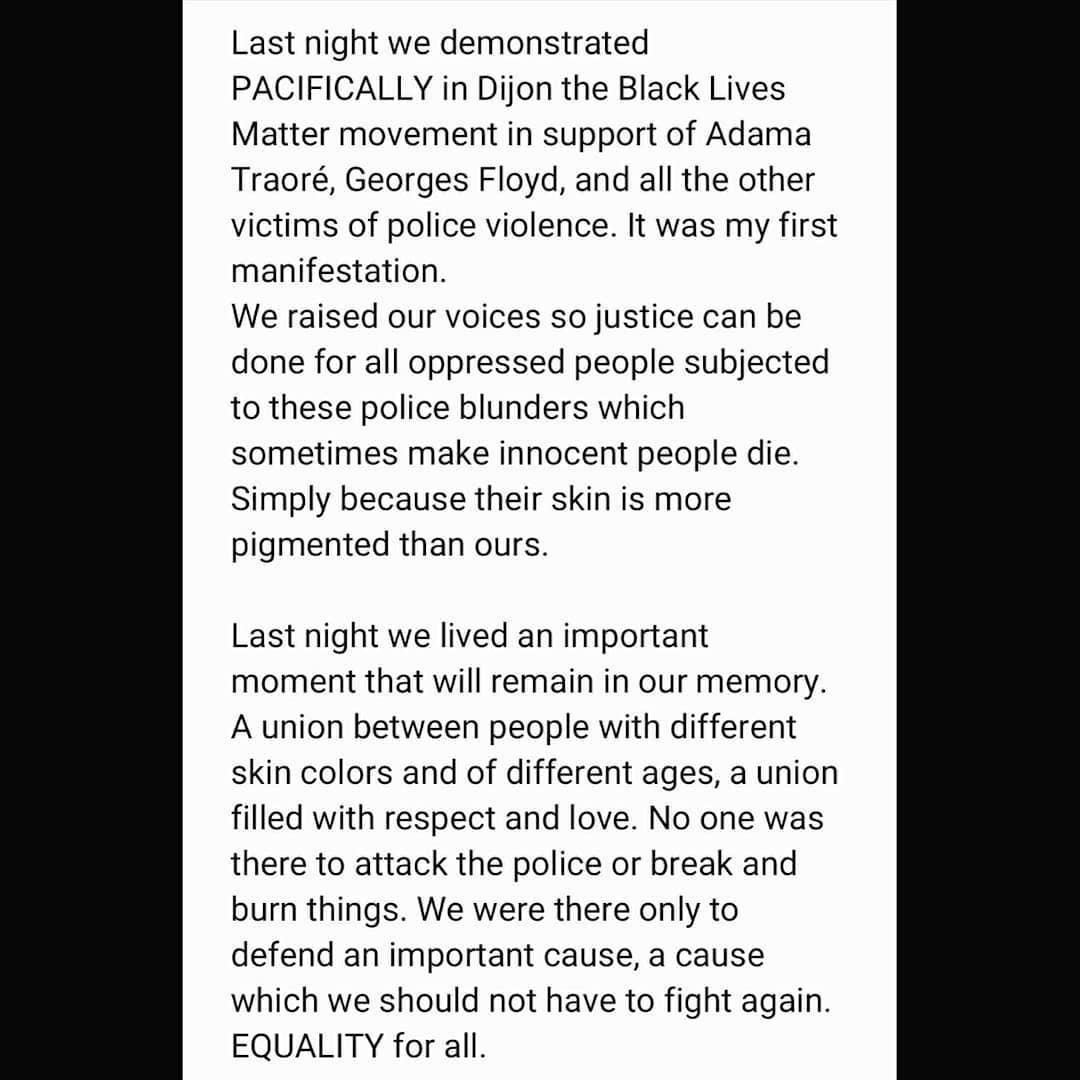 Last night we demonstrated
PACIFICALLY in Dijon the Black Lives
Matter movement in support of Adama
Traoré, Georges Floyd, and all the other
victims of police violence. It was my first
manifestation.
We raised our voices so justice can be
done for all oppressed people subjected
to these police blunders which
sometimes make innocent people die.
Simply because their skin is more
pigmented than ours.
Last night we lived an important
moment that will remain in our memory.
A union between people with different
skin colors and of different ages, a union
filled with respect and love. No one was
there to attack the police or break and
burn things. We were there only to
defend an important cause, a cause
which we should not have to fight again.
EQUALITY for all.